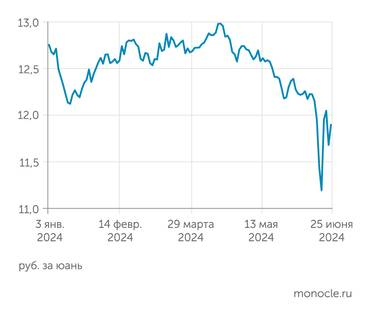 13,0
12,5
12,0
11,5
11,0
3 янв. 14 февр. 29 марта 13 мая 25 июня
2024 2024 2024 2024 2024
руб. за юань
monocle.ru